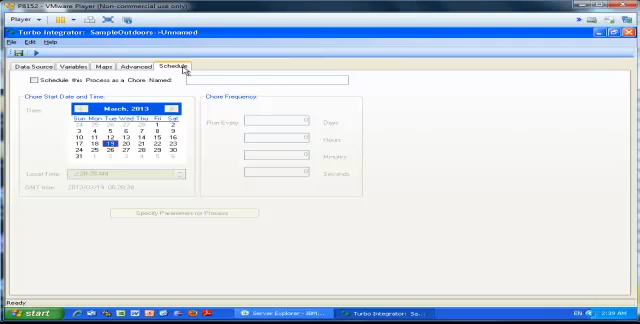 P8152 - VMware Player (Non-commercial use only)
Player
Turbo Integrator: SampleOutdoors ->Unnamed
File Edit Help
Data Source Variables Maps Advanced Schedule
Schedule this Process as a Chore Named:
Chore Start Date and Time:
Date:
March, 2013
Sun Mon Tue Wed Thu Fri Sat
24 25 26 27 28 1 2
3 4 5 6 7 8 9
10 11 12 13 14 15 16
17 18 19 20 21 22 23
24 25 26 27 28 29 30
31 1 2 3 4 5 6
Local Time:
GMT time:
Chore Frequency:
Run Every 0 Days
0 Hours
0 Minutes
0 Seconds
Specify Parameters for Process
Ready
start
Server Explorer - IBM...
Turbo Integrator: Sa...
EN
2:39 AM